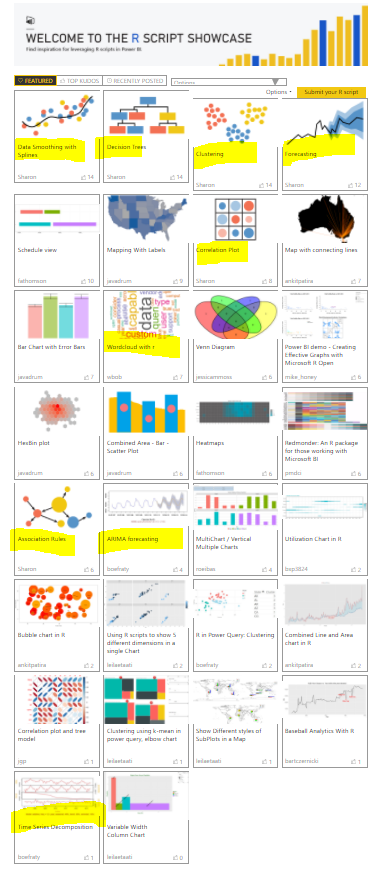 WELCOME TO THE R SCRIPT SHOWCASE
Find inspiration for leveraging R scripts in Power BI
FEATURED TOP KUDOS RECENTLY POSTED
Options
Submit your R script
Data Smoothing with
Splines
Sharon 14
Decision Trees
Sharon 14
Clustering
Sharon 14
Forecasting
Sharon 12
Schedule view
fathomson 10
Mapping With Labels
javadrum 9
Correlation Plot
Sharon 8
Map with connecting lines
ankitpatira 7
Bar Chart with Error Bars
javadrum 7
data
Wordcloud with r
wibob 7
Venn Diagram
jessicammoss 6
Power BI demo - Creating
Effective Graphs with
Microsoft R Open
mike_honey 6
HexBin plot
javadrum 6
Combined Area - Bar -
Scatter Plot
javadrum 6
Heatmaps
fathomson 6
Redmonder: An R package
for those working with
Microsoft BI
pmdci 6
Association Rules
Sharon 6
ARIMA forecasting
boefraty 4
MultiChart / Vertical
Multiple Charts
4
Utilization Chart in R
2
Bubble chart in R
ankitpatira 2
Using R scripts to show 5
different dimensions in a
single Chart
leilaetaati 2
R in Power Query: Clustering
boefraty 2
Combined Line and Area
chart in R
ankitpatira 2
Correlation plot and tree
model
jgp 1
Clustering using k-mean in
power query, elbow chart
leilaetaati 1
Show Different styles of
SubPlots in a Map
leilaetaati 1
Baseball Analytics With R
bartczernicki 1
Time Series Decomposition
boefraty 1
Variable Width
Column Chart
leilaetaati 0